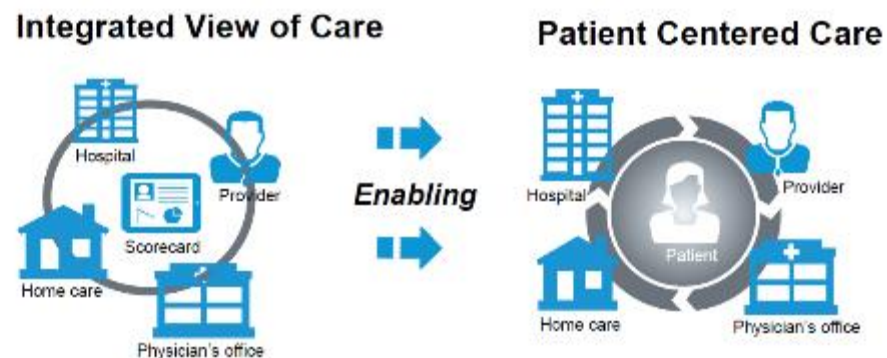 Integrated View of Care
Hospital
Provider
Scorecard
Home care
Physician's office
Enabling
Patient Centered Care
Hospital
Provider
Patient
Home care
Physician's office